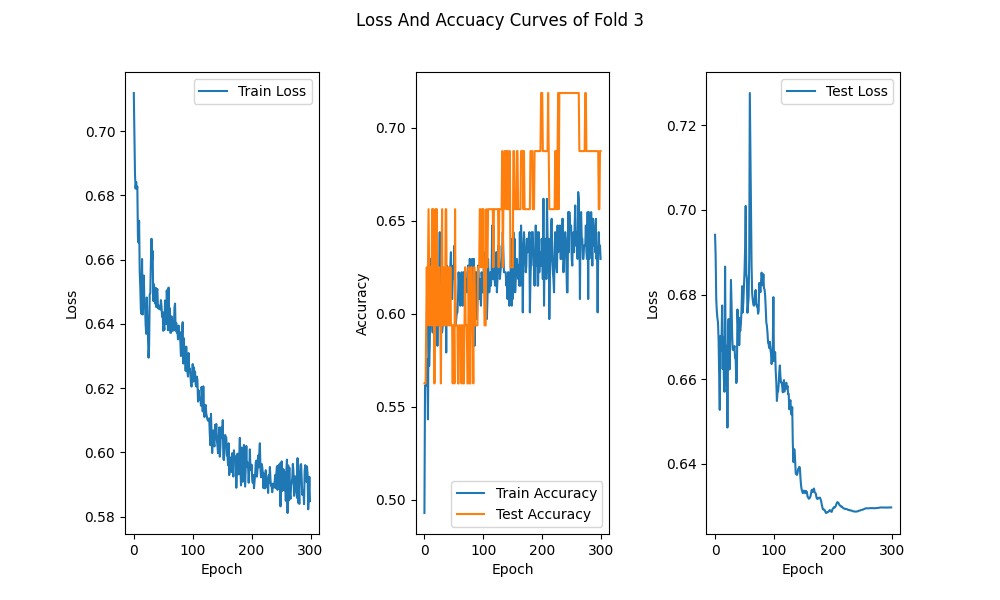 Loss And Accuacy Curves of Fold 3
Train Loss
0.70
0.68
0.66
0.64
0.62
0.60
0.58
Loss
0
100
200
300
Epoch
0.70
0.65
0.60
0.55
0.50
Accuracy
Train Accuracy
Test Accuracy
0
100
200
300
Epoch
Test Loss
0.72
0.70
0.68
0.66
0.64
Loss
0
100
200
300
Epoch